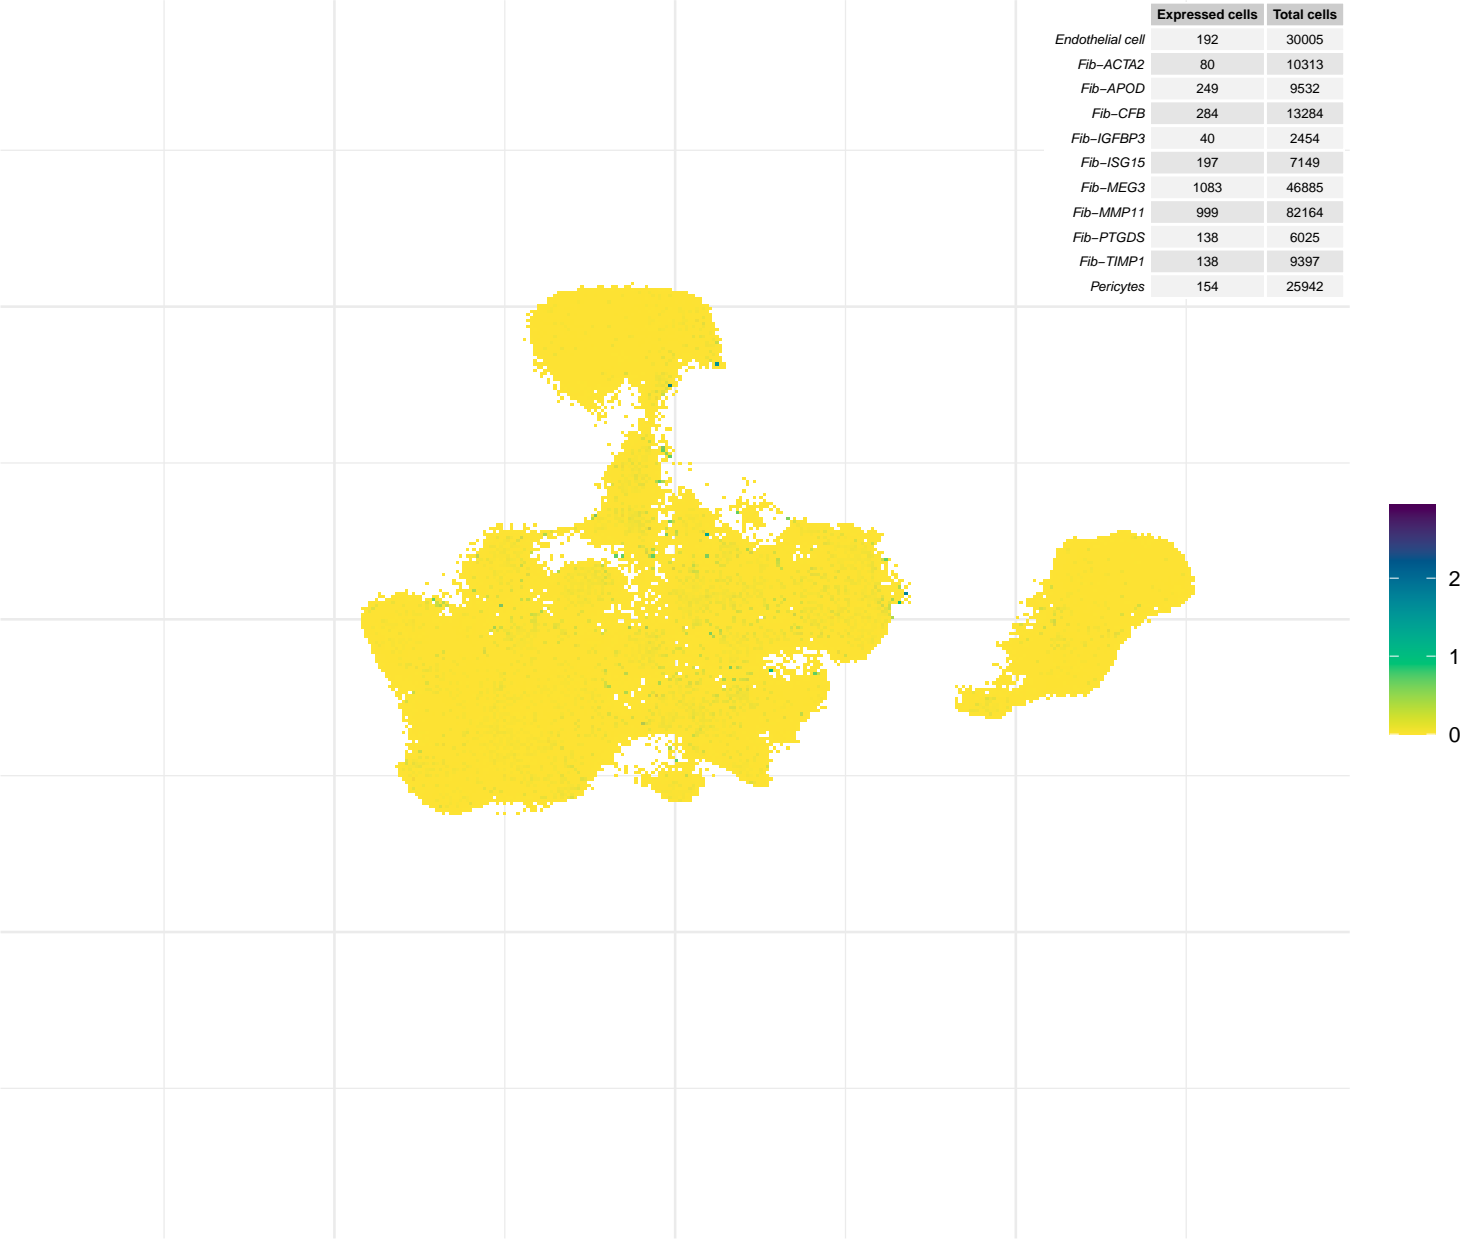 Expressed cells Total cells
Endothelial cell 192 30005
Fib−ACTA2 80 10313
Fib−APOD 249 9532
Fib−CFB 284 13284
Fib−IGFBP3 40 2454
Fib−ISG15 197 7149
Fib−MEG3 1083 46885
Fib−MMP11 999 82164
Fib−PTGDS 138 6025
Fib−TIMP1 138 9397
Pericytes 154 25942
2
1
0